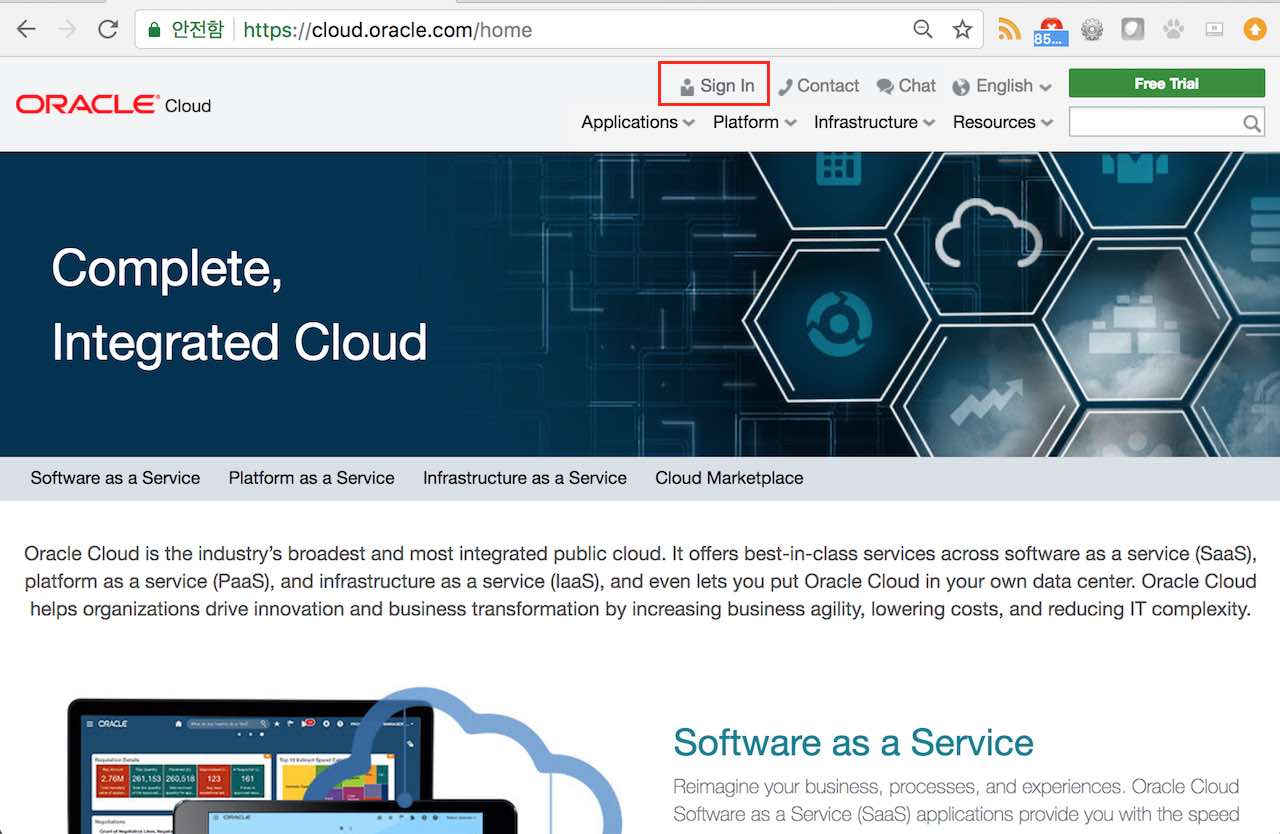 안전함
https://cloud.oracle.com/home
85...
Sign In
Contact
Chat
English
Free Trial
ORACLE® Cloud
Applications
Platform
Infrastructure
Resources
Complete,
Integrated Cloud
Software as a Service
Platform as a Service
Infrastructure as a Service
Cloud Marketplace
Oracle Cloud is the industry’s broadest and most integrated public cloud. It offers best-in-class services across software as a service (SaaS),
platform as a service (PaaS), and infrastructure as a service (IaaS), and even lets you put Oracle Cloud in your own data center. Oracle Cloud
helps organizations drive innovation and business transformation by increasing business agility, lowering costs, and reducing IT complexity.
ORACLE
Requisition Details
2.76M
261,153
260,518
123
161
Negotiations
ORACLE
Software as a Service
Reimagine your business, processes, and experiences. Oracle Cloud
Software as a Service (SaaS) applications provide you with the speed